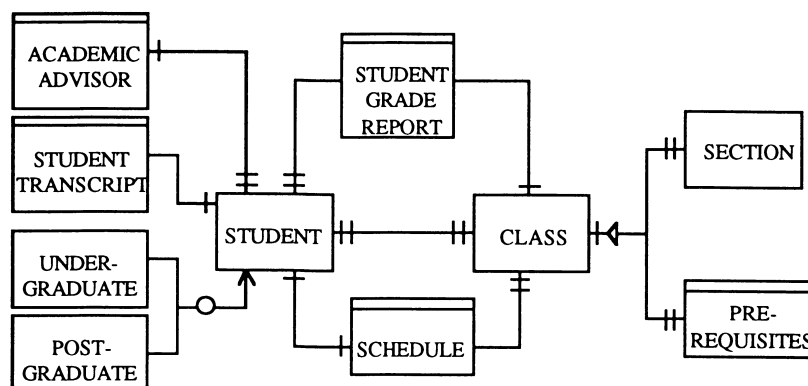 ACADEMIC
ADVISOR
STUDENT
TRANSCRIPT
UNDER-
GRADUATE
POST-
GRADUATE
STUDENT
GRADE
REPORT
STUDENT
CLASS
SCHEDULE
SECTION
PRE-
REQUISITES